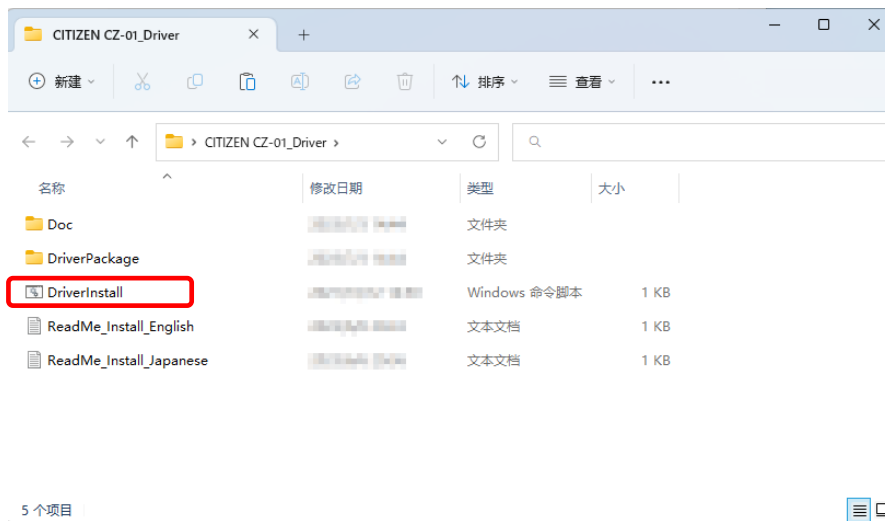 CITIZEN CZ-01_Driver
新建
排序
查看
CITIZEN CZ-01_Driver
名称 修改日期 类型 大小
Doc 文件夹
DriverPackage 文件夹
DriverInstall Windows 命令脚本 1 KB
ReadMe_Install_English 文本文档 1 KB
ReadMe_Install_Japanese 文本文档 1 KB
5 个项目